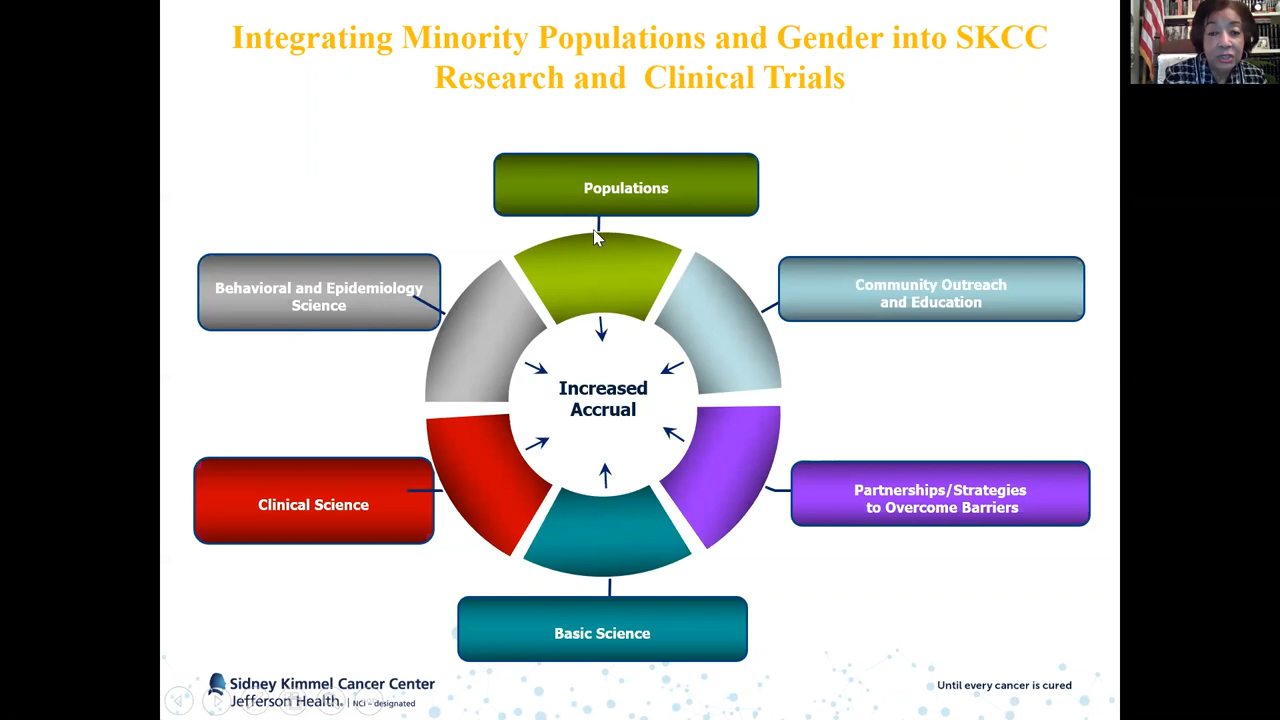 Integrating Minority Populations and Gender into SKCC
Research and Clinical Trials
Populations
Behavioral and Epidemiology
Science
Community Outreach
and Education
Increased
Accrual
Clinical Science
Partnerships/Strategies
to Overcome Barriers
Basic Science
Sidney Kimmel Cancer Center
Jefferson Health. | NCI – designated
Until every cancer is cured